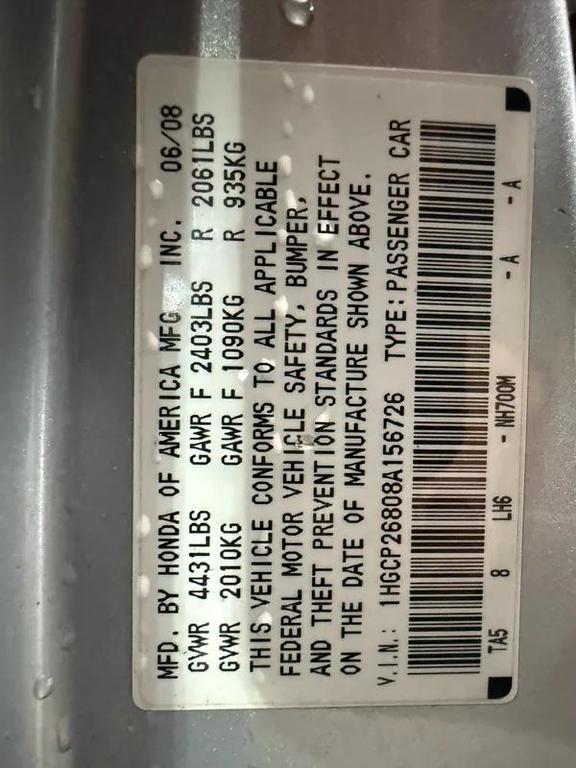 MFD. BY HONDA OF AMERICA MFG. INC. 06/08
GVWR 4431LBS GAWR F 2403LBS R 2061LBS
GVWR 2010KG GAWR F 1090KG R 935KG
THIS VEHICLE CONFORMS TO ALL APPLICABLE
FEDERAL MOTOR VEHICLE SAFETY, BUMPER,
AND THEFT PREVENTION STANDARDS IN EFFECT
ON THE DATE OF MANUFACTURE SHOWN ABOVE.
V.I.N.: 1HGCP26808A156726 TYPE:PASSENGER CAR
TA5 8 LH6 - NH700M - A - A